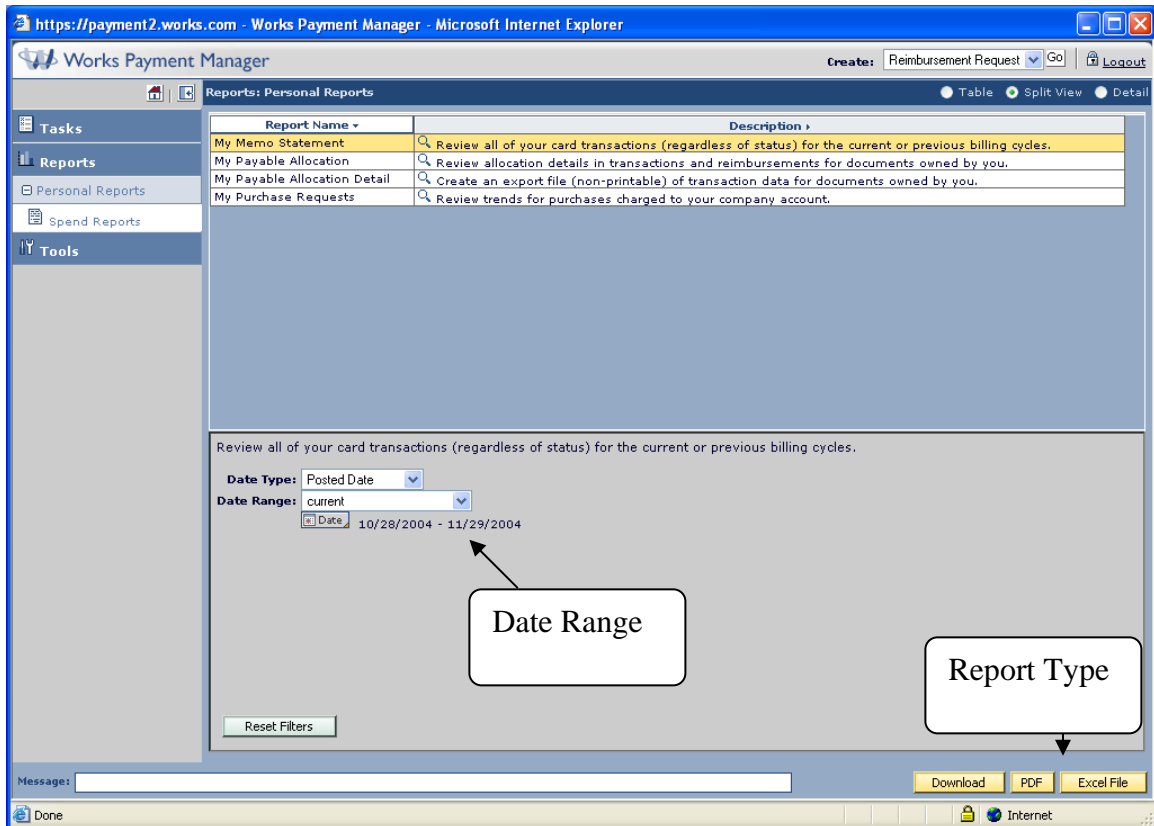 https://payment2.works.com - Works Payment Manager - Microsoft Internet Explorer
Works Payment Manager
Create: Reimbursement Request Go Logout
Reports: Personal Reports
Table Split View Detail
Tasks
Reports
Personal Reports
Spend Reports
Tools
Report Name Description
My Memo Statement Review all of your card transactions (regardless of status) for the current or previous billing cycles.
My Payable Allocation Review allocation details in transactions and reimbursements for documents owned by you.
My Payable Allocation Detail Create an export file (non-printable) of transaction data for documents owned by you.
My Purchase Requests Review trends for purchases charged to your company account.
Review all of your card transactions (regardless of status) for the current or previous billing cycles.
Date Type: Posted Date
Date Range: current
Date 10/28/2004 - 11/29/2004
Date Range
Report Type
Reset Filters
Message:
Download PDF Excel File
Done
Internet